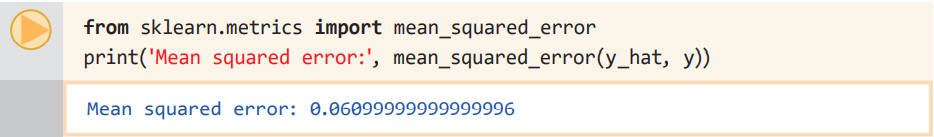 from sklearn.metrics import mean_squared_error
print('Mean squared error:', mean_squared_error(y_hat, y))
Mean squared error: 0.06099999999999996